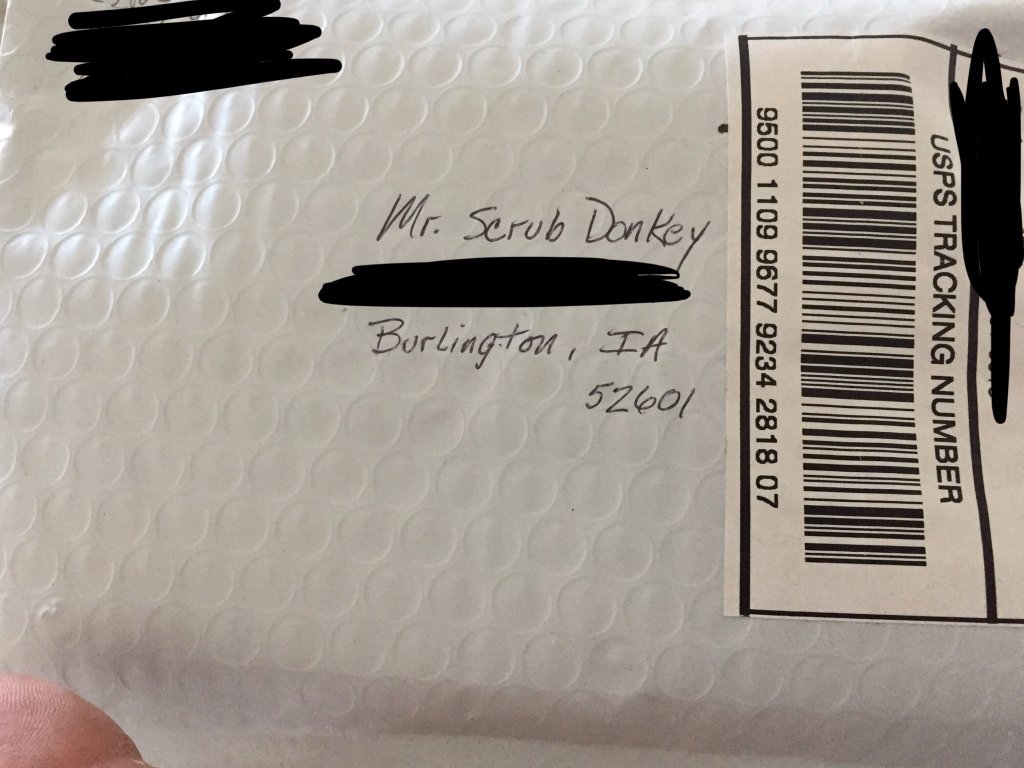 Mr. Scrub Donkey
Burlington, IA
52601
USPS TRACKING NUMBER
9500 1109 9677 9234 2818 07